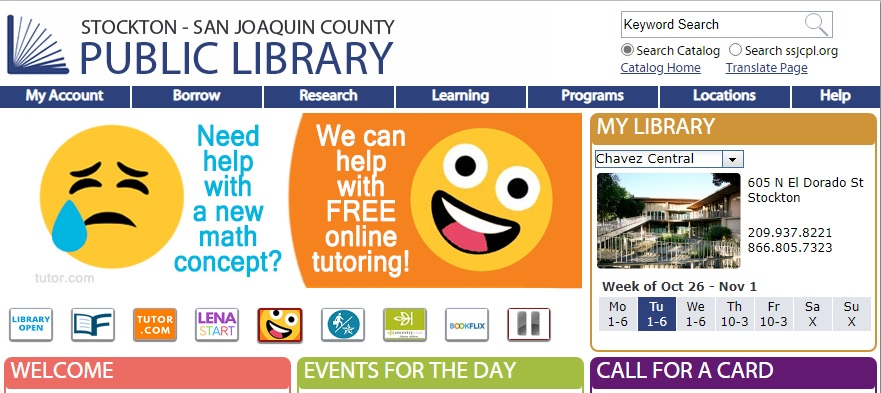 STOCKTON - SAN JOAQUIN COUNTY
PUBLIC LIBRARY
Keyword Search
Search Catalog Search ssjcpl.org
Catalog Home Translate Page
My Account Borrow Research Learning Programs Locations Help
Need
help
with
a new
math
concept?
tutor.com
We can
help
with
FREE
online
tutoring!
MY LIBRARY
Chavez Central
605 N El Dorado St
Stockton
209.937.8221
866.805.7323
Week of Oct 26 - Nov 1
Mo Tu We Th Fr Sa Su
1-6 1-6 1-6 10-3 10-3 X X
LIBRARY
OPEN
F
TUTOR
.COM
LENA
START
BOOKFLIX
WELCOME
EVENTS FOR THE DAY
CALL FOR A CARD